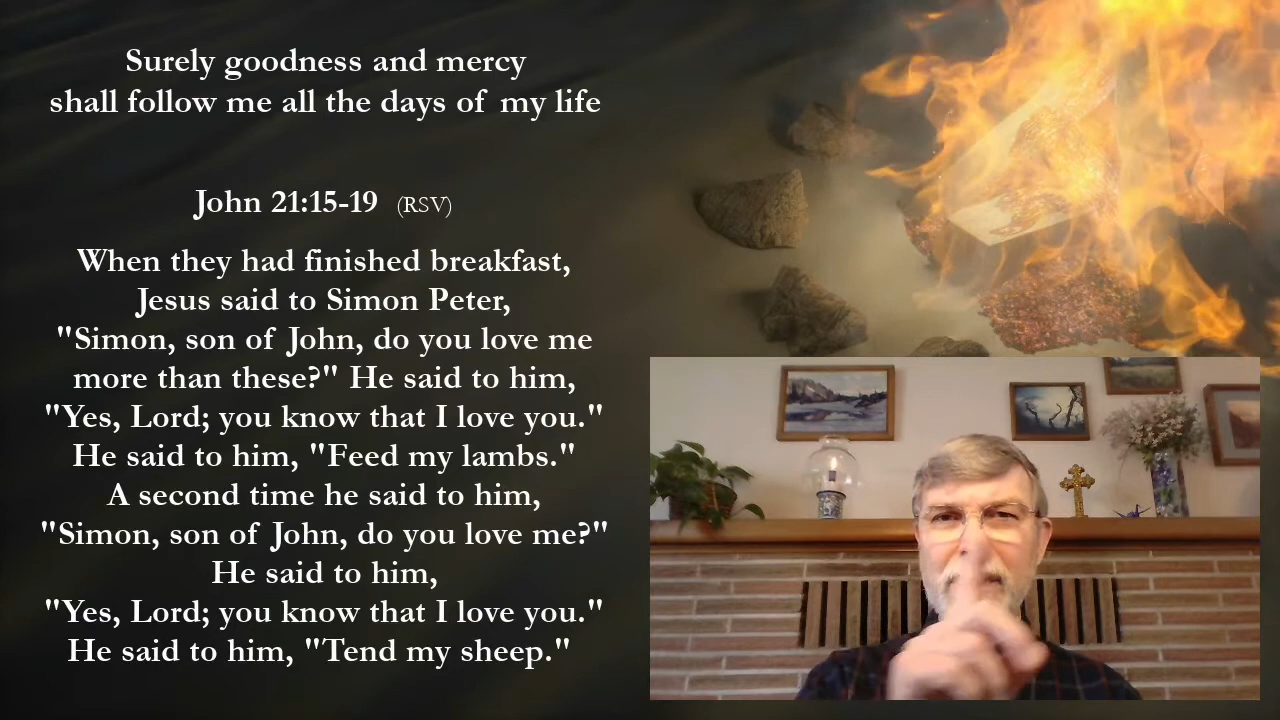 Surely goodness and mercy
shall follow me all the days of my life
John 21:15-19 (RSV)
When they had finished breakfast,
Jesus said to Simon Peter,
"Simon, son of John, do you love me
more than these?" He said to him,
"Yes, Lord; you know that I love you."
He said to him, "Feed my lambs."
A second time he said to him,
"Simon, son of John, do you love me?"
He said to him,
"Yes, Lord; you know that I love you."
He said to him, "Tend my sheep."